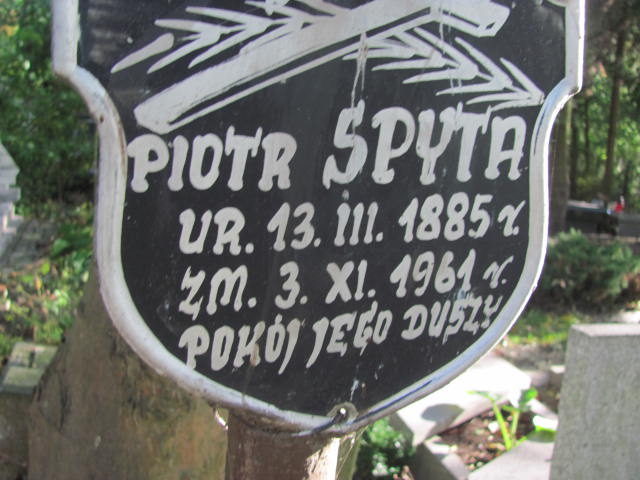 PIOTR SPYTA
UR. 13. III. 1885 r.
ZM. 3. XI. 1961 r.
POKÓJ JEGO DUSZY